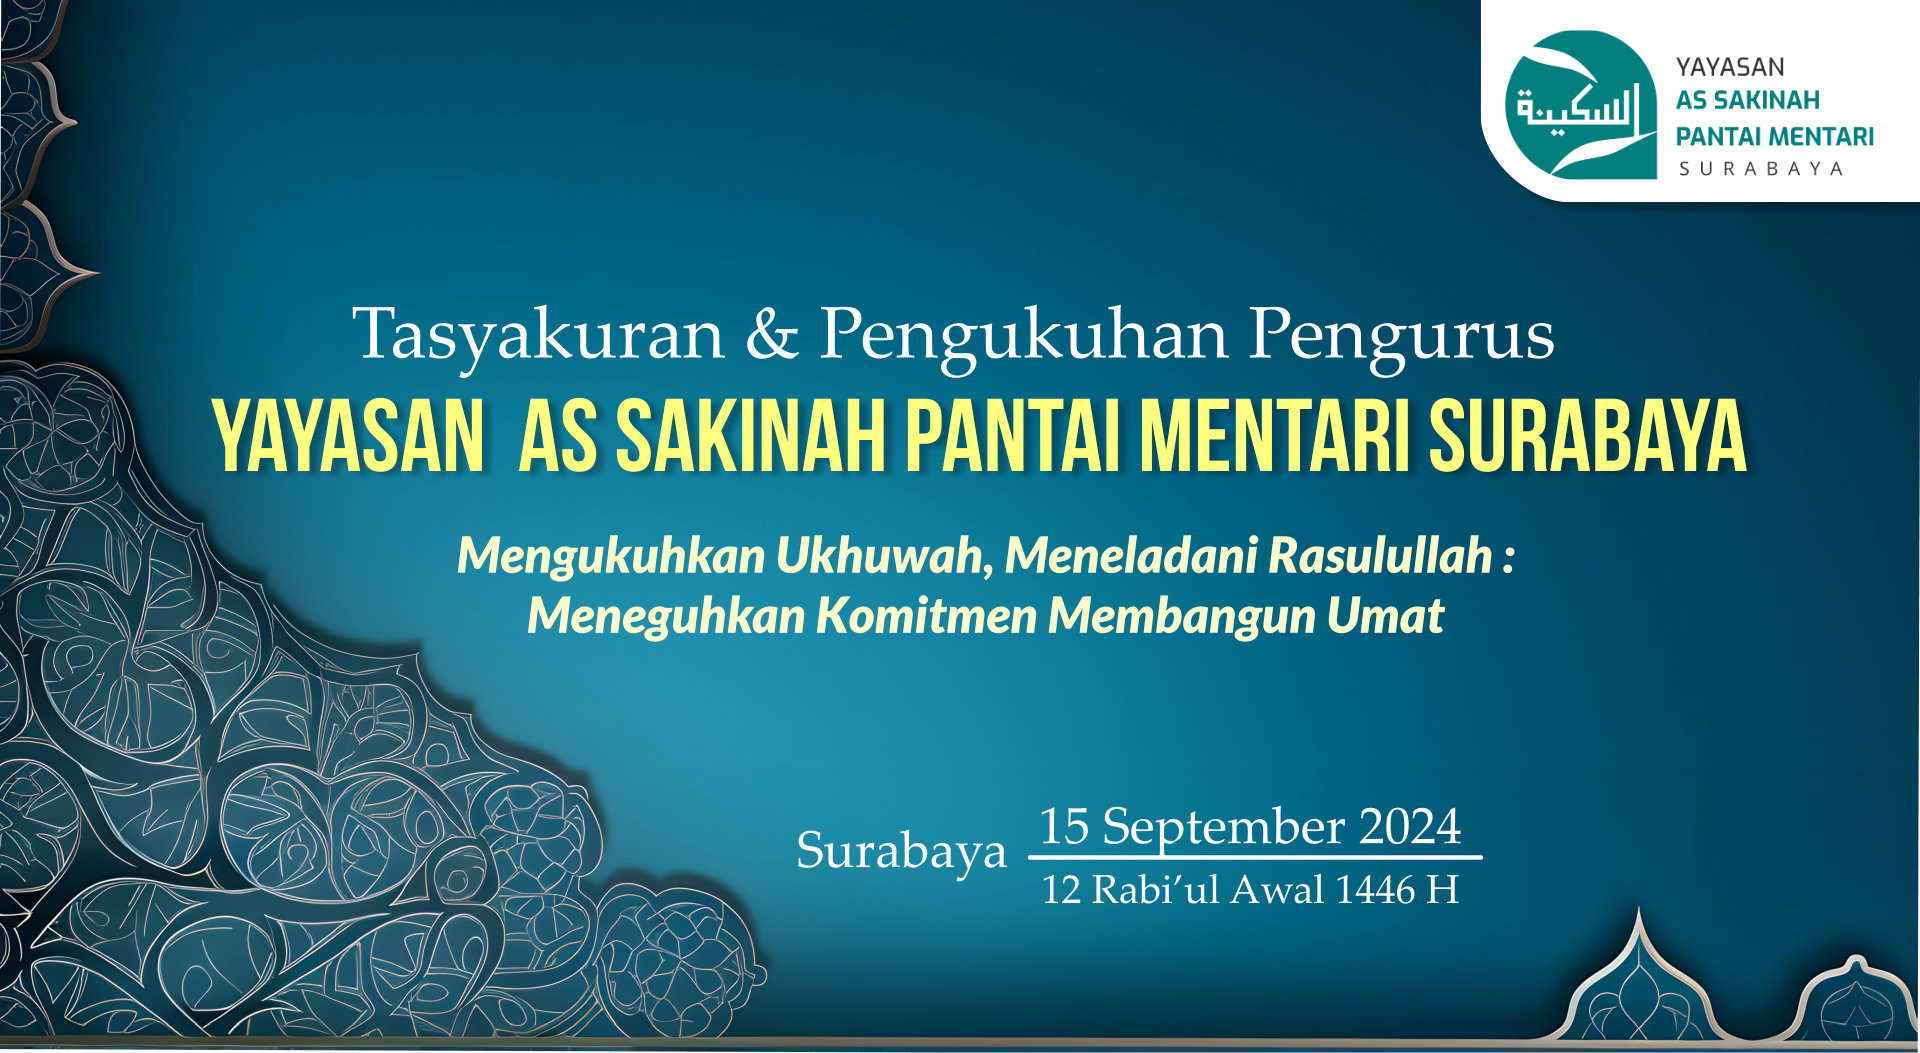 السكينة
YAYASAN
AS SAKINAH
PANTAI MENTARI
SURABAYA
Tasyakuran & Pengukuhan Pengurus
YAYASAN AS SAKINAH PANTAI MENTARI SURABAYA
Mengukuhkan Ukhuwah, Meneladani Rasulullah :
Meneguhkan Komitmen Membangun Umat
Surabaya
15 September 2024
12 Rabi’ul Awal 1446 H